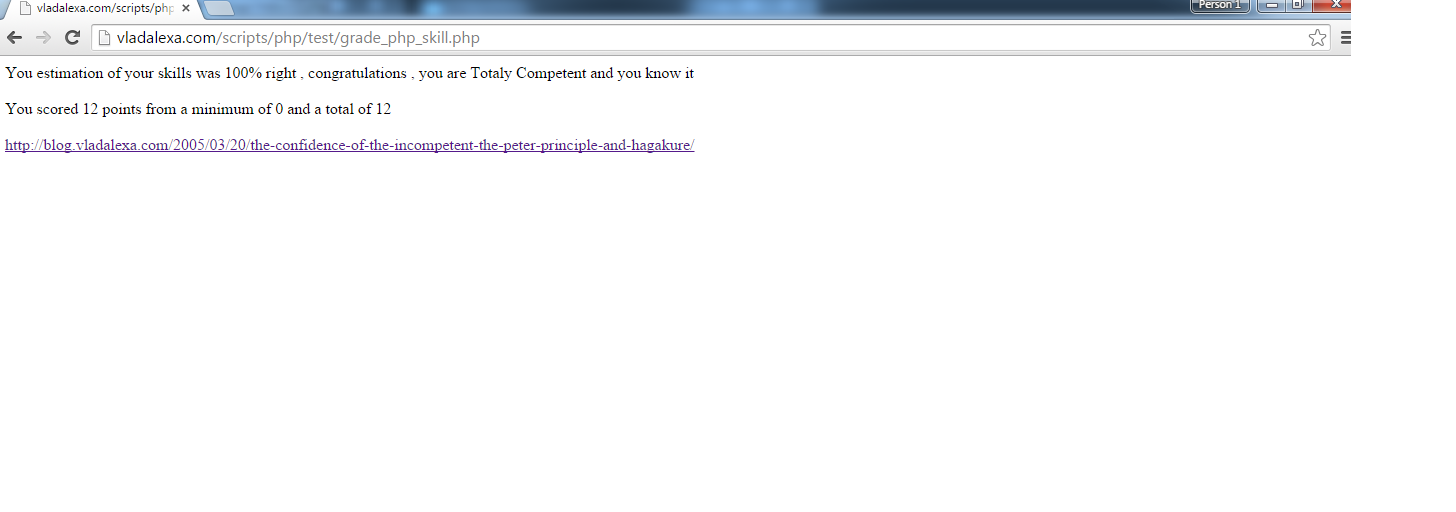 vladalexa.com/scripts/php
Person 1
vladalexa.com/scripts/php/test/grade_php_skill.php
You estimation of your skills was 100% right , congratulations , you are Totaly Competent and you know it
You scored 12 points from a minimum of 0 and a total of 12
http://blog.vladalexa.com/2005/03/20/the-confidence-of-the-incompetent-the-peter-principle-and-hagakure/